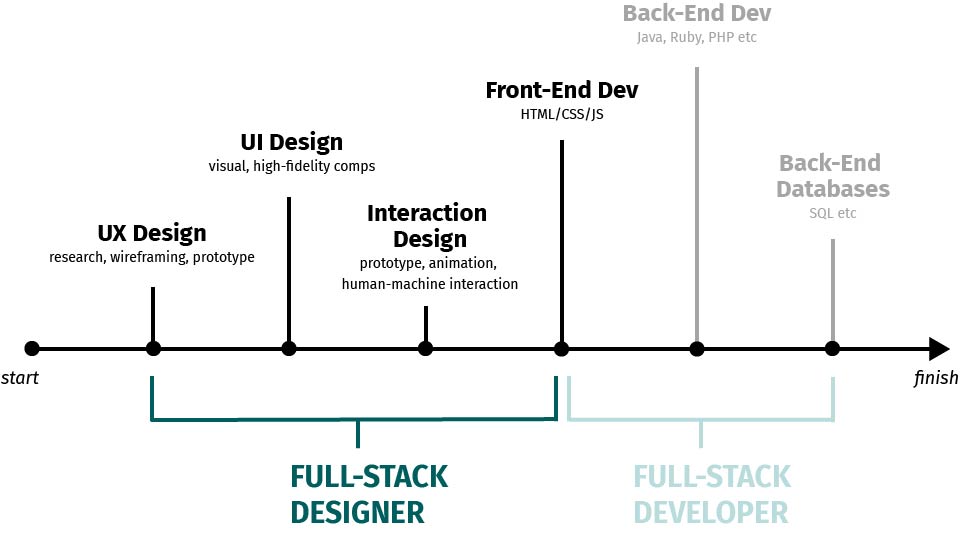 Back-End Dev
Java, Ruby, PHP etc
Front-End Dev
HTML/CSS/JS
UI Design
visual, high-fidelity comps
Back-End
Databases
SQL etc
Interaction
Design
prototype, animation,
human-machine interaction
UX Design
research, wireframing, prototype
start
finish
FULL-STACK
DESIGNER
FULL-STACK
DEVELOPER